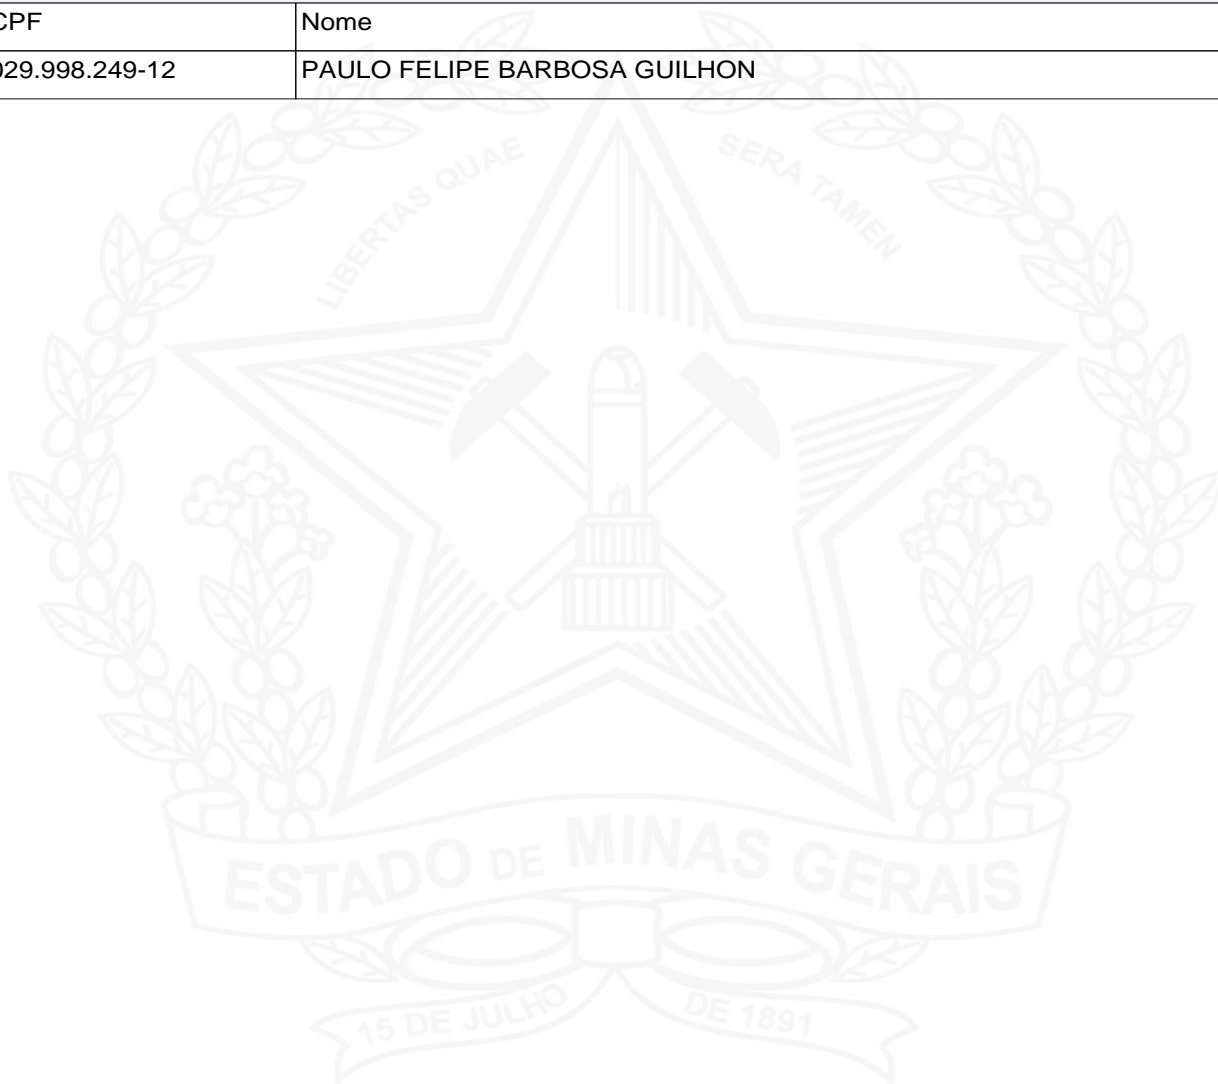 CPF Nome
029.998.249-12 PAULO FELIPE BARBOSA GUILHON
LIBERTAS QUAE SERA TAMEN
ESTADO DE MINAS GERAIS
15 DE JULHO DE 1891